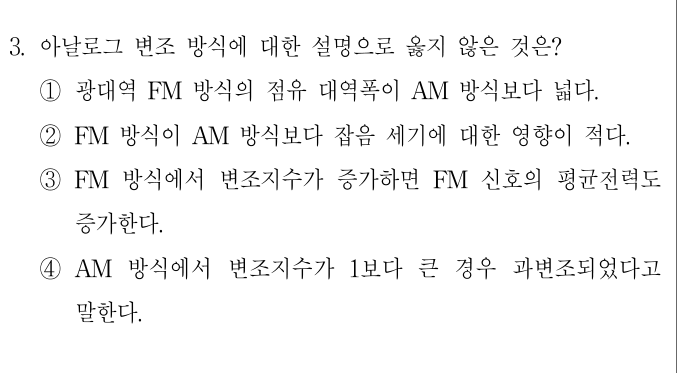 3. 아날로그 변조 방식에 대한 설명으로 옳지 않은 것은?
① 광대역 FM 방식의 점유 대역폭이 AM 방식보다 넓다.
② FM 방식이 AM 방식보다 잡음 세기에 대한 영향이 적다.
③ FM 방식에서 변조지수가 증가하면 FM 신호의 평균전력도
증가한다.
④ AM 방식에서 변조지수가 1보다 큰 경우 과변조되었다고
말한다.